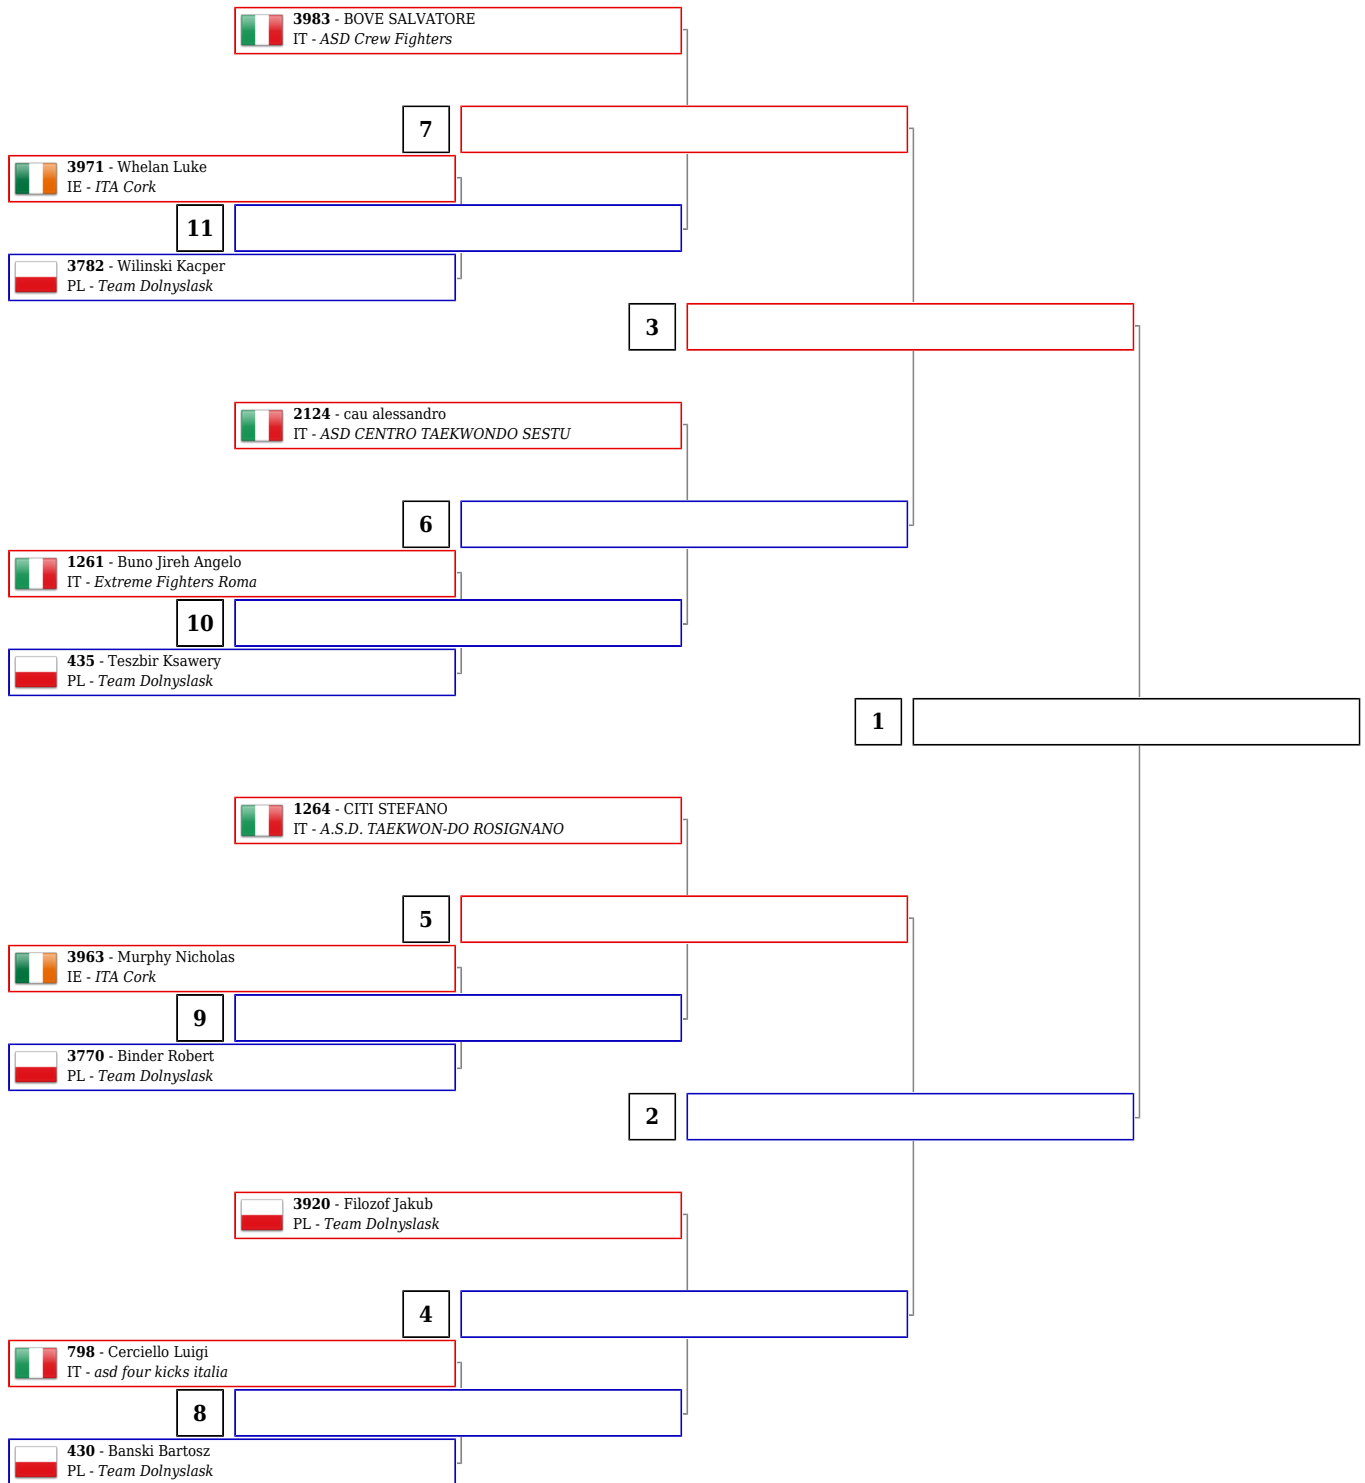 3983 - BOVE SALVATORE
IT - ASD Crew Fighters
7
3971 - Whelan Luke
IE - ITA Cork
11
3782 - Wilinski Kacper
PL - Team Dolnyslask
3
2124 - cau alessandro
IT - ASD CENTRO TAEKWONDO SESTU
6
1261 - Buno Jireh Angelo
IT - Extreme Fighters Roma
10
435 - Teszbir Ksawery
PL - Team Dolnyslask
1
1264 - CITI STEFANO
IT - A.S.D. TAEKWON-DO ROSIGNANO
5
3963 - Murphy Nicholas
IE - ITA Cork
9
3770 - Binder Robert
PL - Team Dolnyslask
2
3920 - Filozof Jakub
PL - Team Dolnyslask
4
798 - Cerciello Luigi
IT - asd four kicks italia
8
430 - Banski Bartosz
PL - Team Dolnyslask